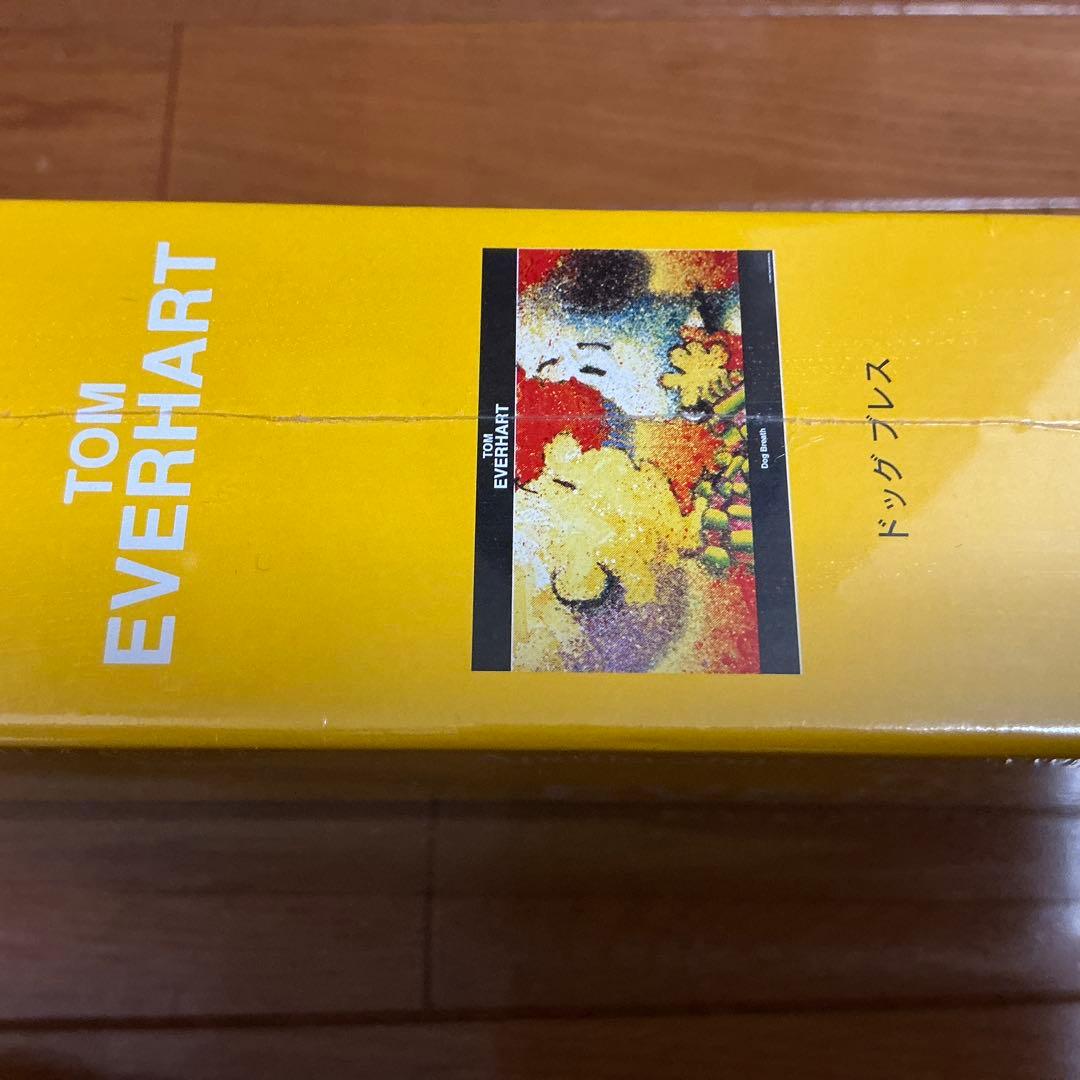 TOM
EVERHART
TOM
EVERHART
Dog Breath
ドッグ ブレス